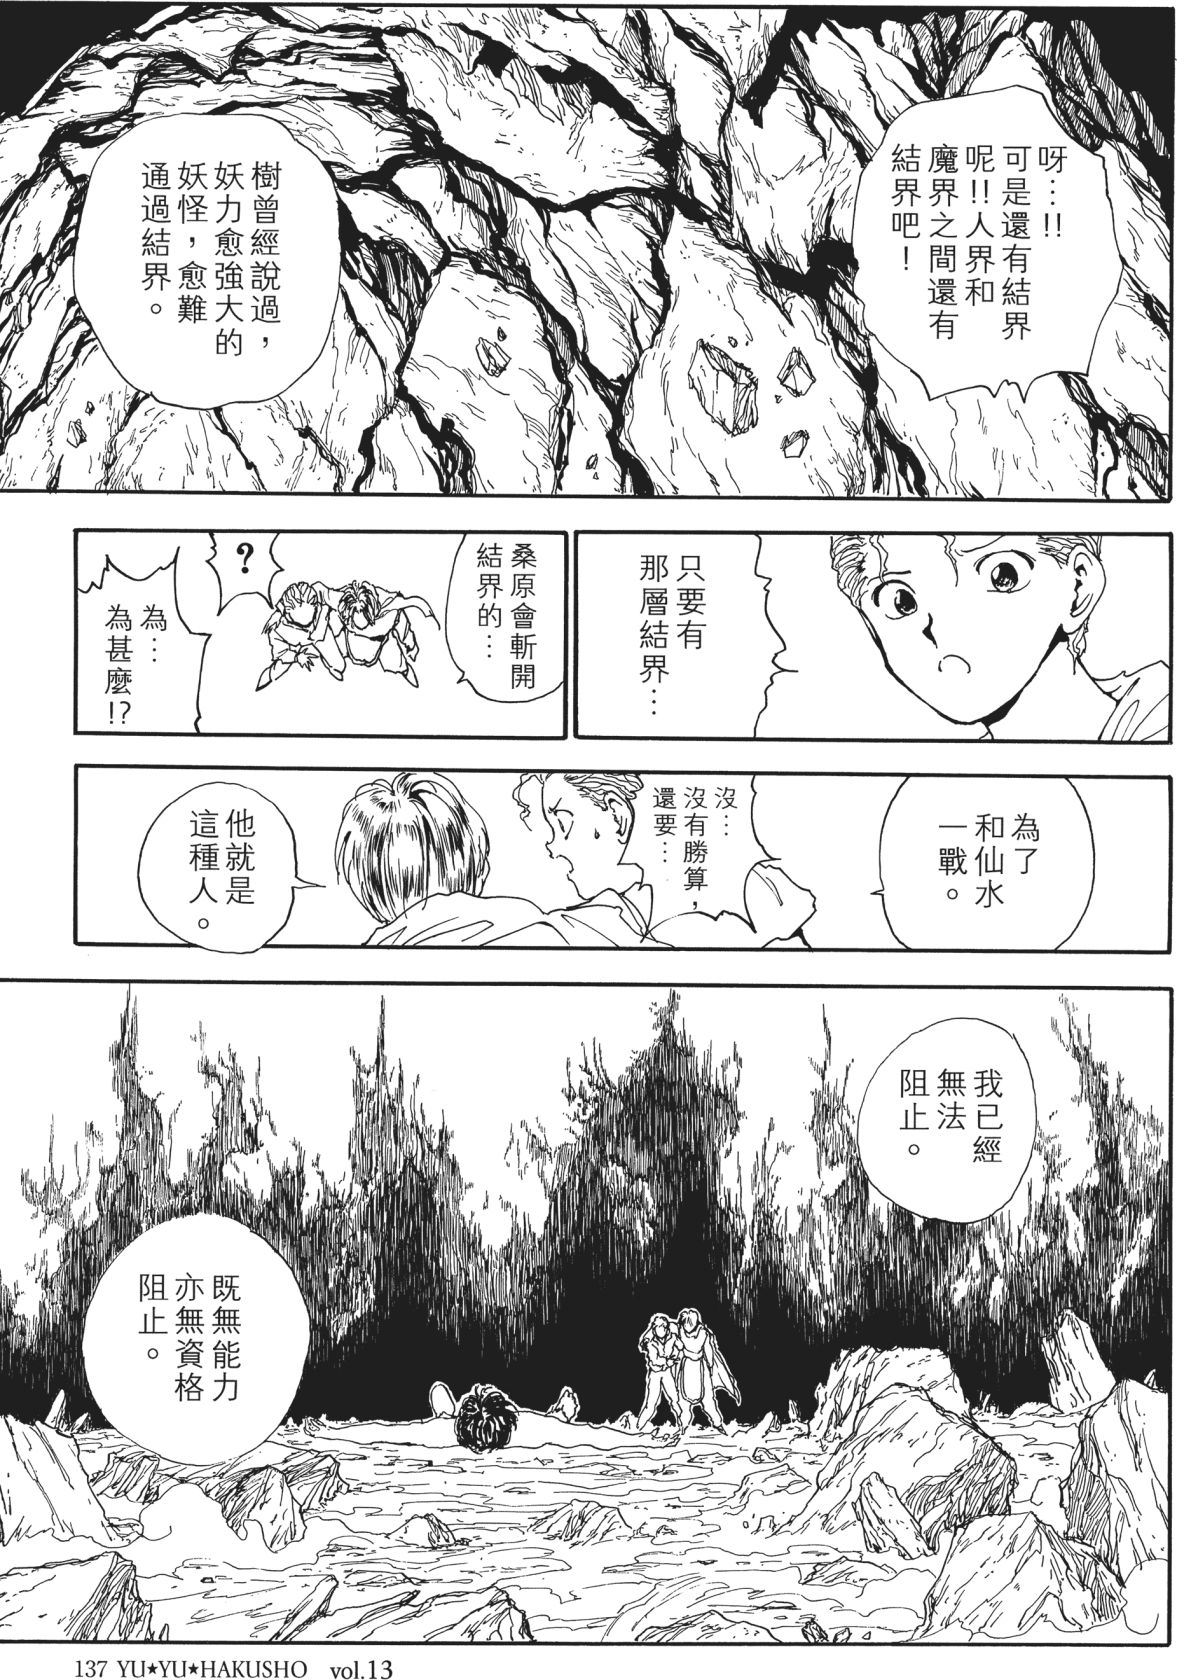 呀…!!
可是還有結界
呢!!人界和
魔界之間還有
結界吧！
樹曾經說過，
妖力愈強大的
妖怪，愈難
通過結界。
只要有
那層結界…
桑原會斬開
結界的…
？
為…
為甚麼!?
為了
和仙水
一戰。
沒…
沒有勝算，
還要…
他就是
這種人。
我已經
無法
阻止。
既無能力
亦無資格
阻止。
137 YU★YU★HAKUSHO vol.13